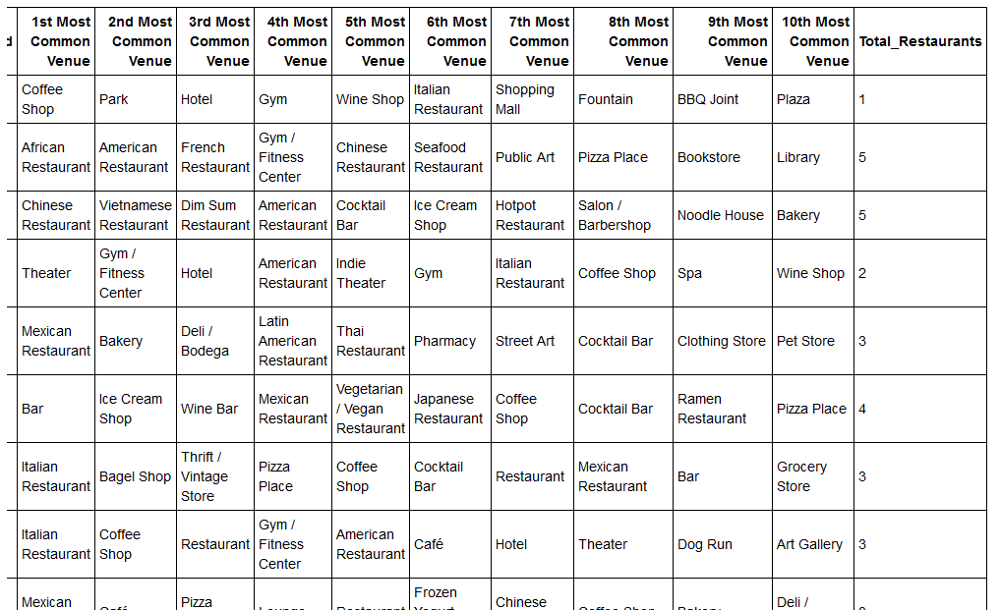 d 1st Most Common Venue 2nd Most Common Venue 3rd Most Common Venue 4th Most Common Venue 5th Most Common Venue 6th Most Common Venue 7th Most Common Venue 8th Most Common Venue 9th Most Common Venue 10th Most Common Venue Total_Restaurants
Coffee Shop Park Hotel Gym Wine Shop Italian Restaurant Shopping Mall Fountain BBQ Joint Plaza 1
African Restaurant American Restaurant French Restaurant Gym / Fitness Center Chinese Restaurant Seafood Restaurant Public Art Pizza Place Bookstore Library 5
Chinese Restaurant Vietnamese Restaurant Dim Sum Restaurant American Restaurant Cocktail Bar Ice Cream Shop Hotpot Restaurant Salon / Barbershop Noodle House Bakery 5
Theater Gym / Fitness Center Hotel American Restaurant Indie Theater Gym Italian Restaurant Coffee Shop Spa Wine Shop 2
Mexican Restaurant Bakery Deli / Bodega Latin American Restaurant Thai Restaurant Pharmacy Street Art Cocktail Bar Clothing Store Pet Store 3
Bar Ice Cream Shop Wine Bar Mexican Restaurant Vegetarian / Vegan Restaurant Japanese Restaurant Coffee Shop Cocktail Bar Ramen Restaurant Pizza Place 4
Italian Restaurant Bagel Shop Thrift / Vintage Store Pizza Place Coffee Shop Cocktail Bar Restaurant Mexican Restaurant Bar Grocery Store 3
Italian Restaurant Coffee Shop Restaurant Gym / Fitness Center American Restaurant Café Hotel Theater Dog Run Art Gallery 3
Mexican Café Pizza Lounge Restaurant Frozen Yogurt Chinese Coffee Shop Bakery Deli /